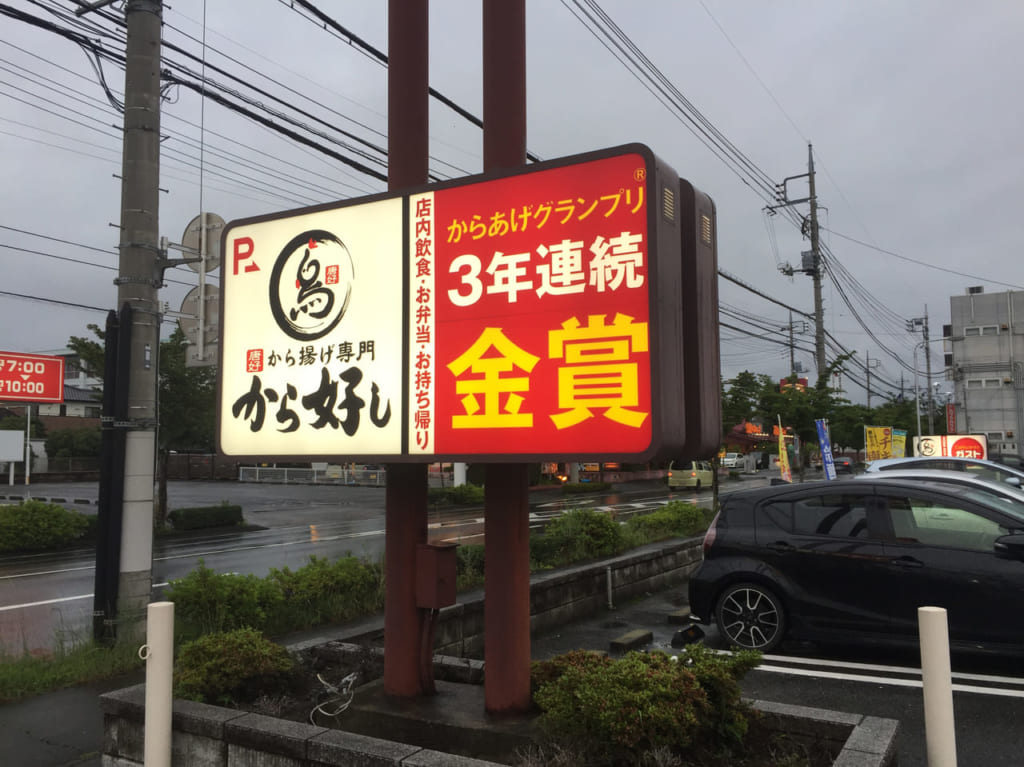 P
鳥
唐好
唐好
から揚げ専門
から好し
店内飲食・お弁当・お持ち帰り
®
からあげグランプリ
3年連続
金賞
7:00
10:00
ガスト